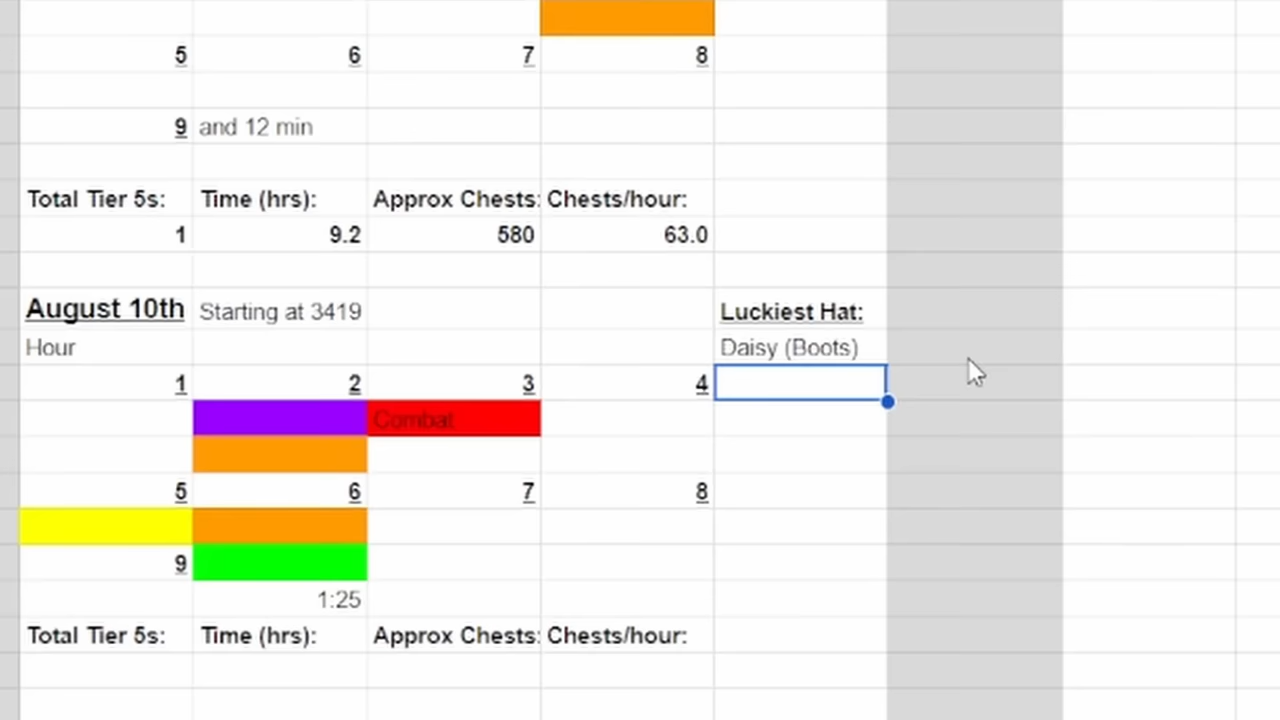 5 6 7 8
9 and 12 min
Total Tier 5s: Time (hrs): Approx Chests: Chests/hour:
1 9.2 580 63.0
August 10th Starting at 3419 Luckiest Hat:
Hour Daisy (Boots)
1 2 3 4
Combat
5 6 7 8
9
1:25
Total Tier 5s: Time (hrs): Approx Chests: Chests/hour: